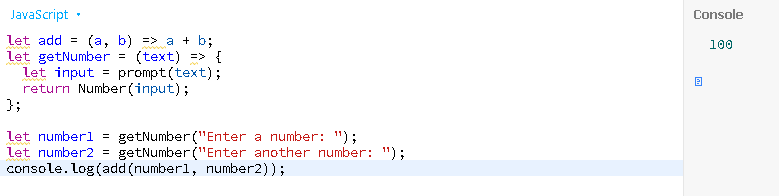 JavaScript
let add = (a, b) => a + b;
let getNumber = (text) => {
  let input = prompt(text);
  return Number(input);
};
let number1 = getNumber("Enter a number: ");
let number2 = getNumber("Enter another number: ");
console.log(add(number1, number2));
Console
100